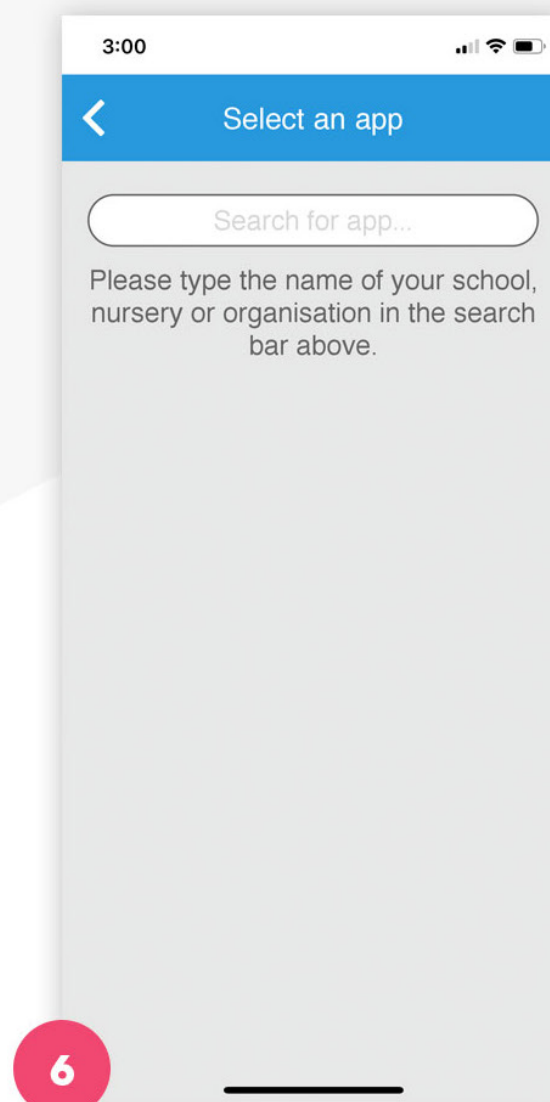 3:00
Select an app
Search for app...
Please type the name of your school,
nursery or organisation in the search
bar above.
6